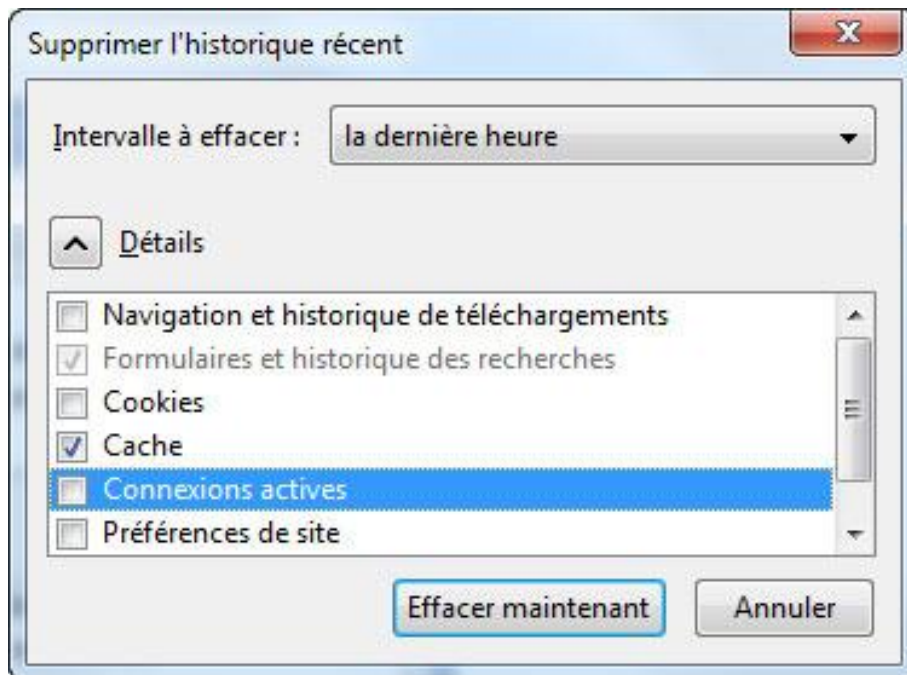 Supprimer l'historique récent
Intervalle à effacer : la dernière heure
Détails
Navigation et historique de téléchargements
Formulaires et historique des recherches
Cookies
Cache
Connexions actives
Préférences de site
Effacer maintenant Annuler